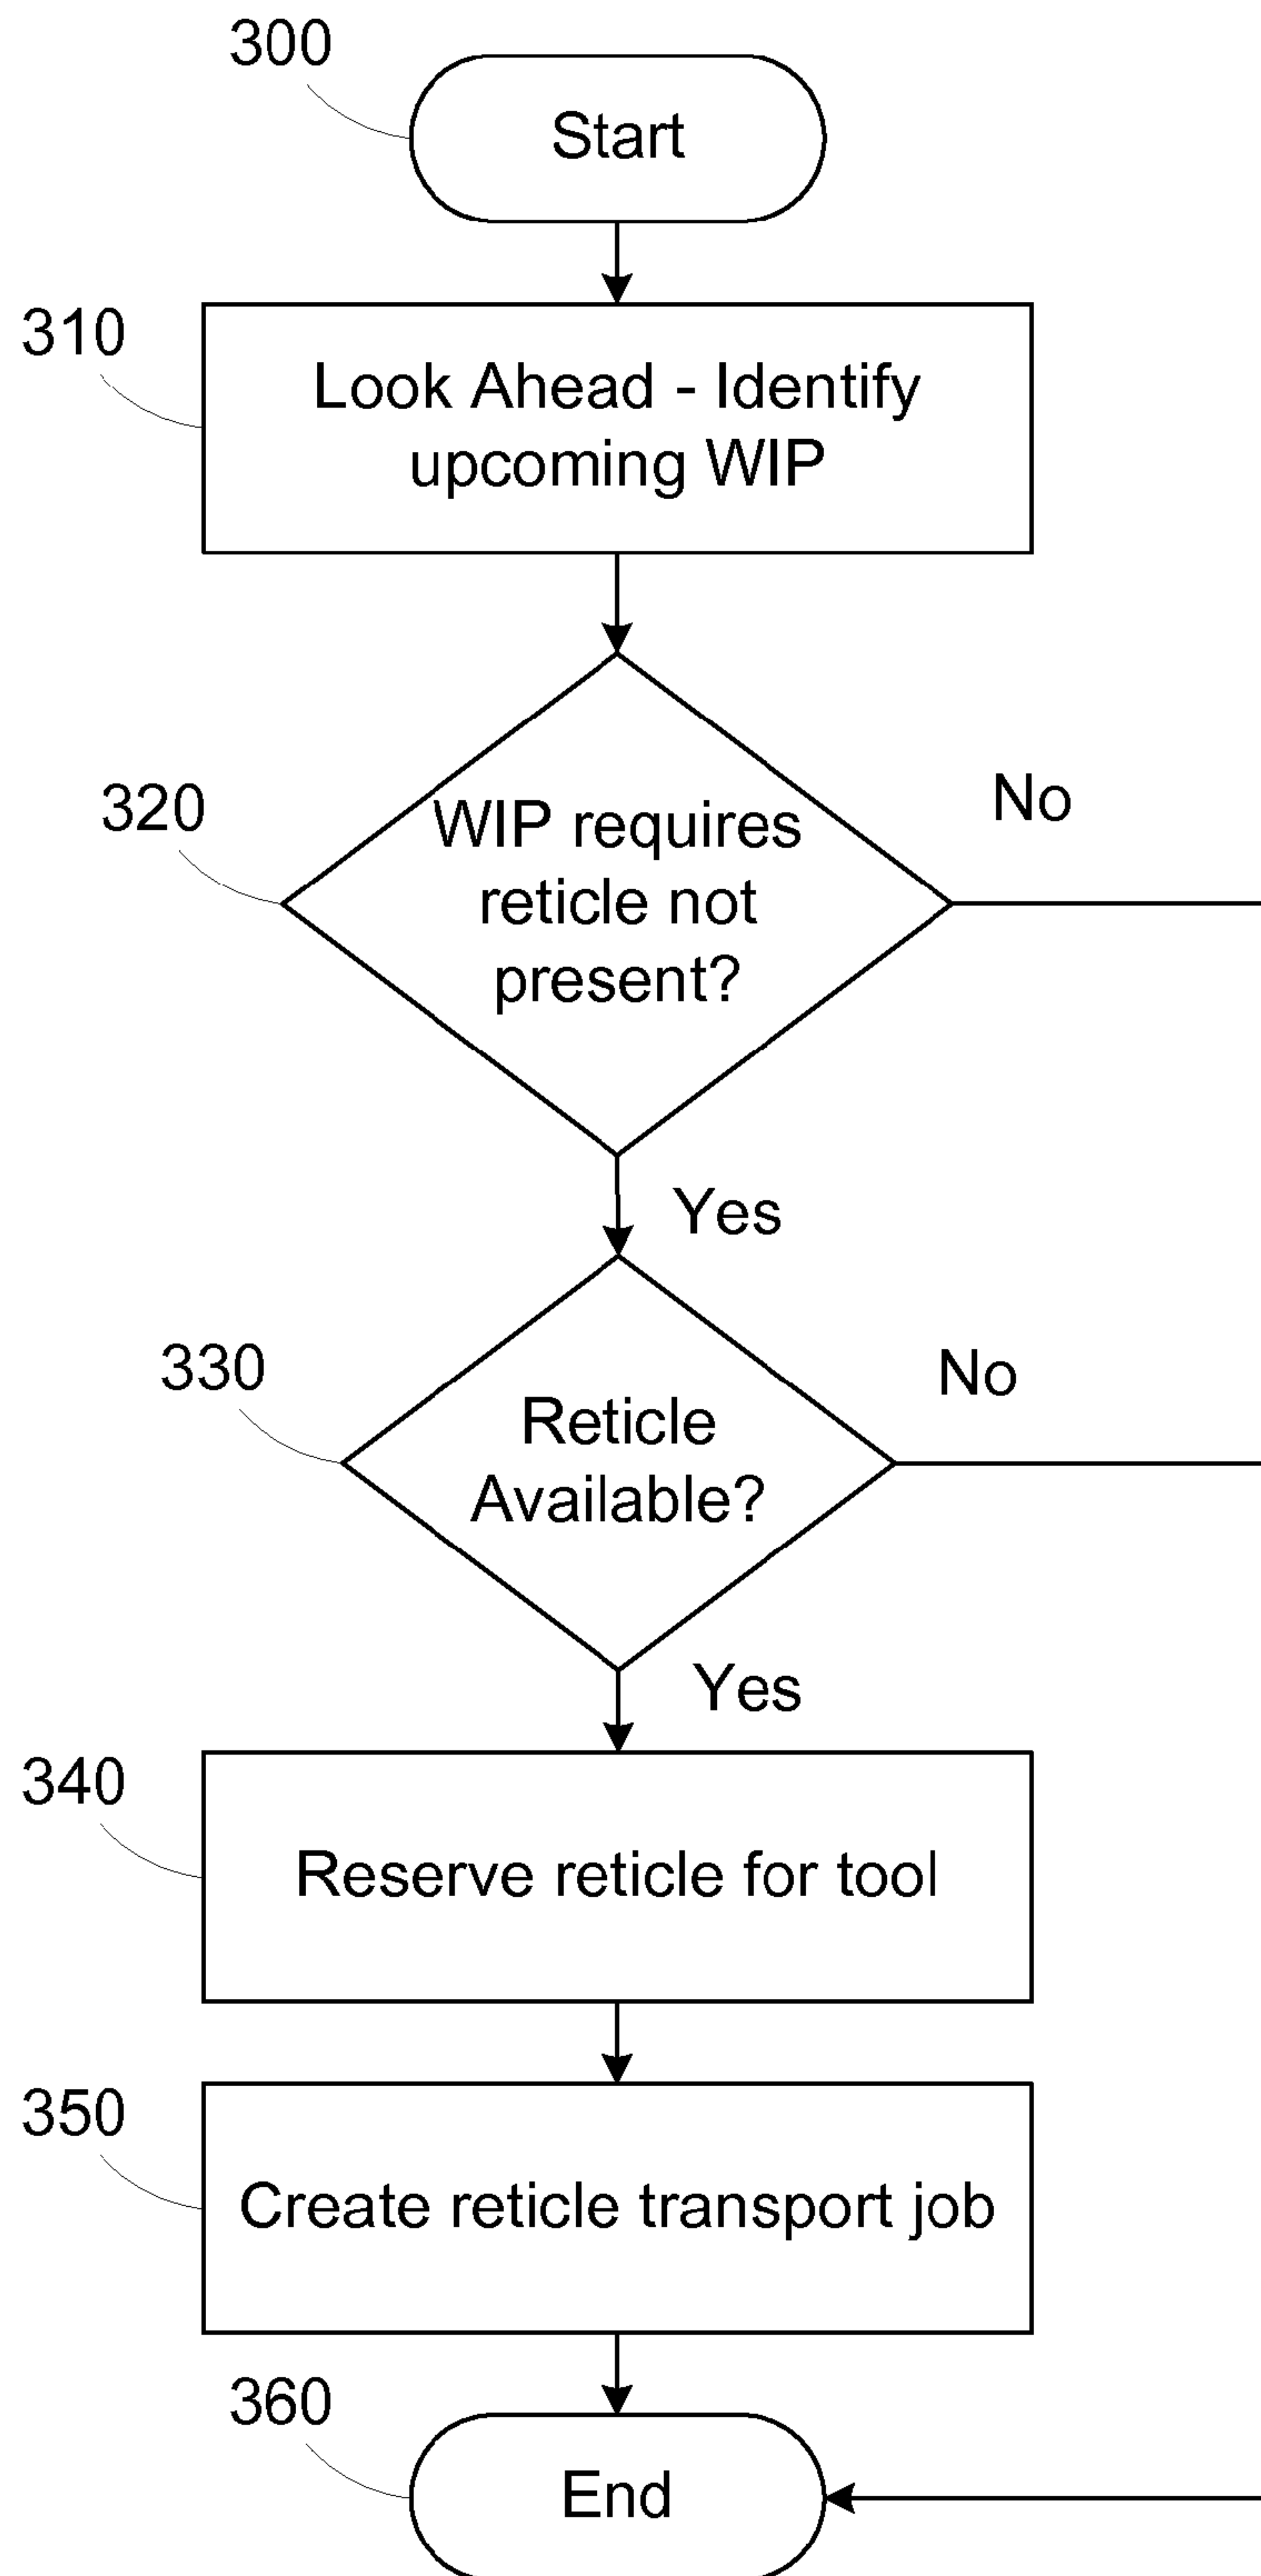 300
Start
310
Look Ahead - Identify
upcoming WIP
320
WIP requires
reticle not
present?
No
Yes
330
Reticle
Available?
No
Yes
340
Reserve reticle for tool
350
Create reticle transport job
360
End